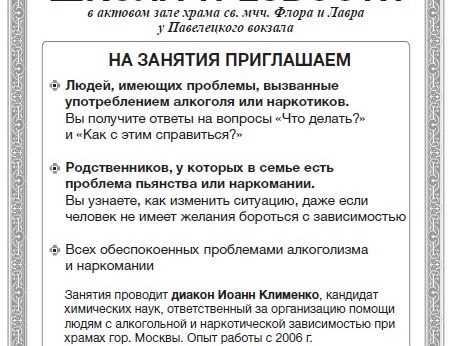 в актовом зале храма св. мчч. Флора и Лавра
у Павелецкого вокзала
НА ЗАНЯТИЯ ПРИГЛАШАЕМ
Людей, имеющих проблемы, вызванные
употреблением алкоголя или наркотиков.
Вы получите ответы на вопросы «Что делать?»
и «Как с этим справиться?»
Родственников, у которых в семье есть
проблема пьянства или наркомании.
Вы узнаете, как изменить ситуацию, даже если
человек не имеет желания бороться с зависимостью
Всех обеспокоенных проблемами алкоголизма
и наркомании
Занятия проводит диакон Иоанн Клименко, кандидат
химических наук, ответственный за организацию помощи
людям с алкогольной и наркотической зависимостью при
храмах гор. Москвы. Опыт работы с 2006 г.